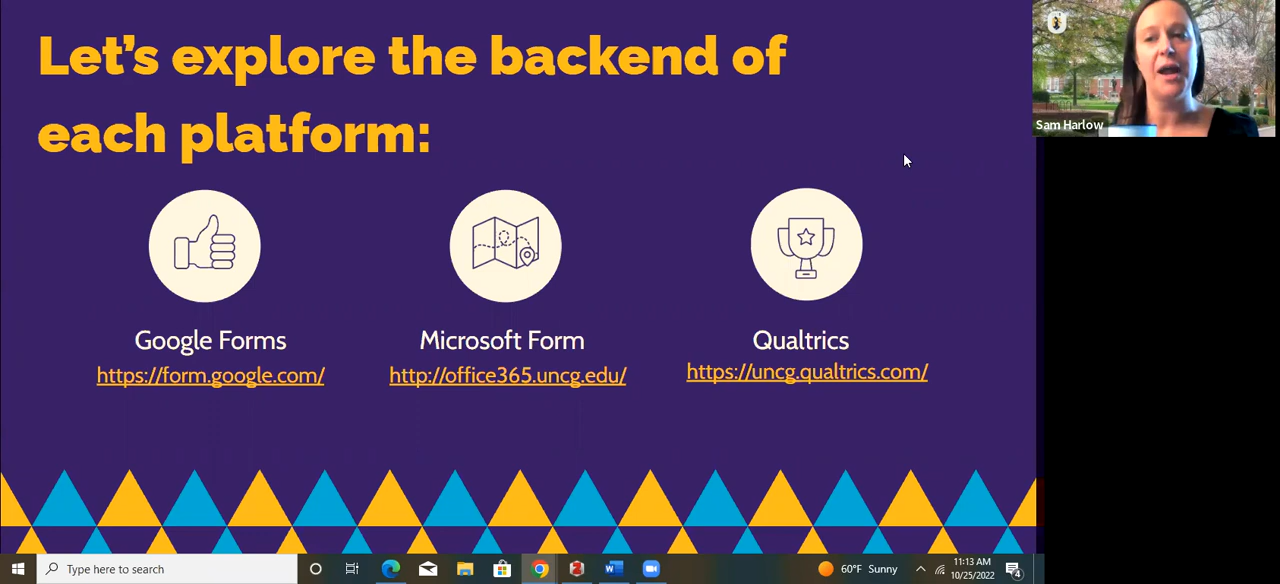 Let's explore the backend of
each platform:
Sam Harlow
Google Forms
https://form.google.com/
Microsoft Form
http://office365.uncg.edu/
Qualtrics
https://uncg.qualtrics.com/
Type here to search
60°F Sunny
11:13 AM
10/25/2022
4